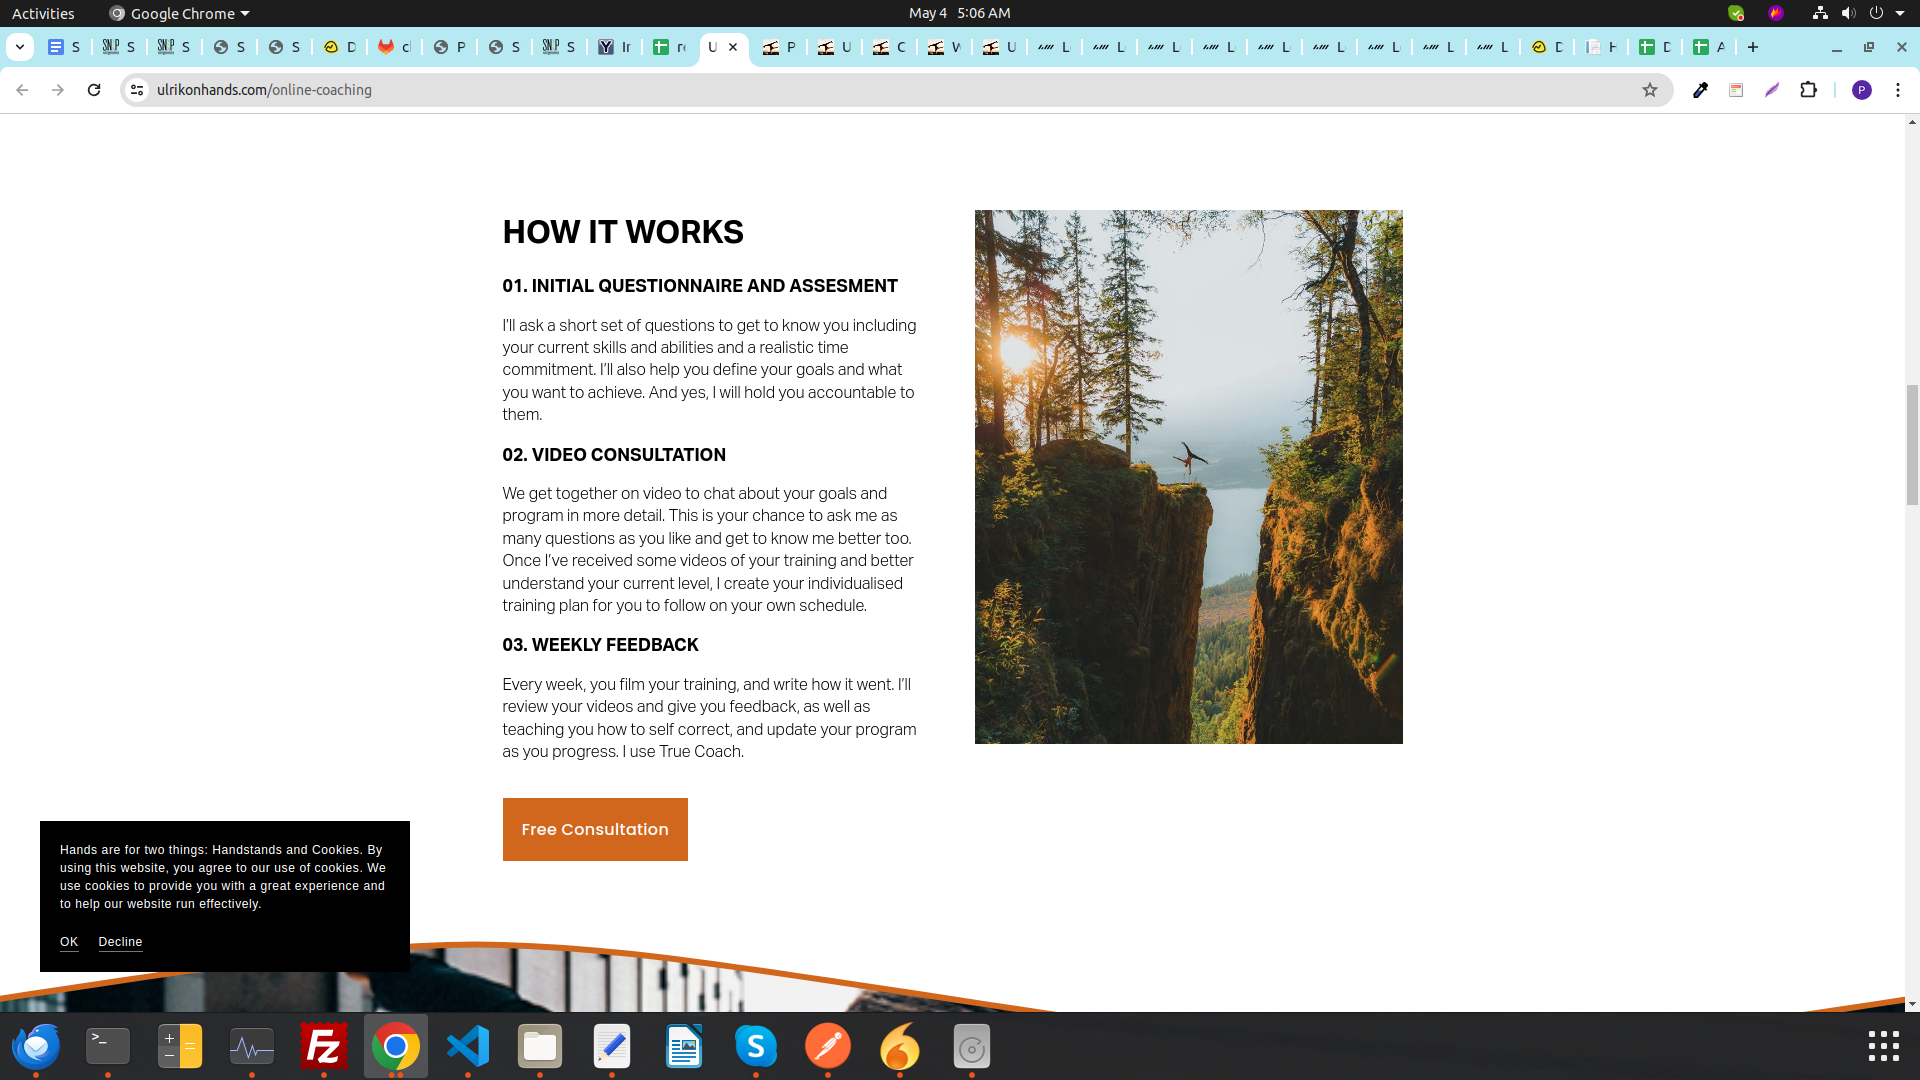 Activities
Google Chrome
May 4 5:06 AM
S S S S S D cl P S S Ir re U P U C W U L L L L L L L L L D H D A
ulrikonhands.com/online-coaching
P
HOW IT WORKS
01. INITIAL QUESTIONNAIRE AND ASSESMENT
I’ll ask a short set of questions to get to know you including
your current skills and abilities and a realistic time
commitment. I’ll also help you define your goals and what
you want to achieve. And yes, I will hold you accountable to
them.
02. VIDEO CONSULTATION
We get together on video to chat about your goals and
program in more detail. This is your chance to ask me as
many questions as you like and get to know me better too.
Once I’ve received some videos of your training and better
understand your current level, I create your individualised
training plan for you to follow on your own schedule.
03. WEEKLY FEEDBACK
Every week, you film your training, and write how it went. I’ll
review your videos and give you feedback, as well as
teaching you how to self correct, and update your program
as you progress. I use True Coach.
Free Consultation
Hands are for two things: Handstands and Cookies. By
using this website, you agree to our use of cookies. We
use cookies to provide you with a great experience and
to help our website run effectively.
OK Decline